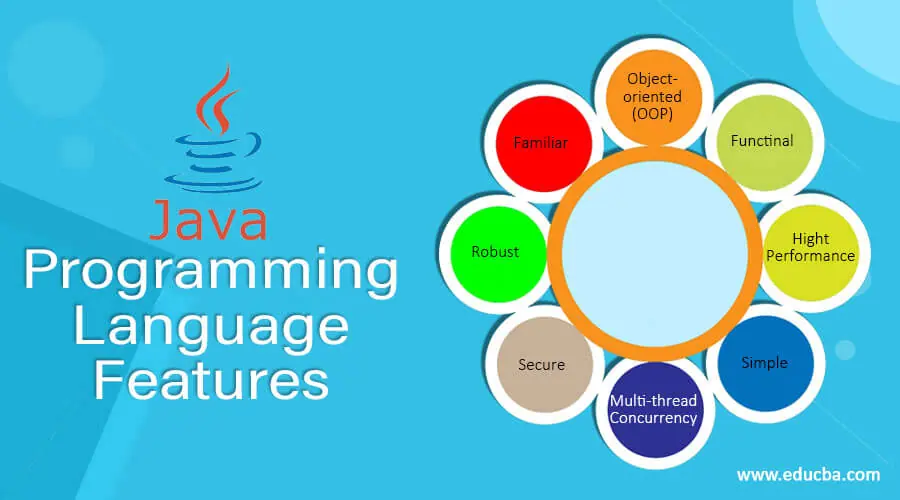 Java
Programming
Language
Features
Object-
oriented
(OOP)
Functinal
Hight
Performance
Simple
Multi-thread
Concurrency
Secure
Robust
Familiar
www.educba.com